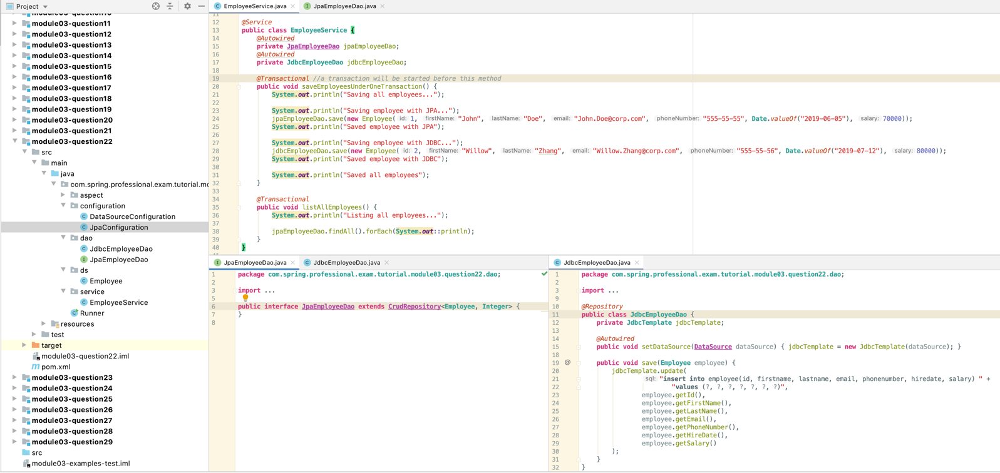 Project
module03-question10
module03-question11
module03-question12
module03-question13
module03-question14
module03-question15
module03-question16
module03-question17
module03-question18
module03-question19
module03-question20
module03-question21
module03-question22
src
main
java
com.spring.professional.exam.tutorial.mo
aspect
configuration
DataSourceConfiguration
JpaConfiguration
dao
JdbcEmployeeDao
JpaEmployeeDao
ds
Employee
service
EmployeeService
Runner
resources
test
target
module03-question22.iml
pom.xml
module03-question23
module03-question24
module03-question25
module03-question26
module03-question27
module03-question28
module03-question29
src
module03-examples-test.iml
EmployeeService.java JpaEmployeeDao.java
11
12 @Service
13 public class EmployeeService {
14 @Autowired
15 private JpaEmployeeDao jpaEmployeeDao;
16 @Autowired
17 private JdbcEmployeeDao jdbcEmployeeDao;
18
19 @Transactional //a transaction will be started before this method
20 public void saveEmployeesUnderOneTransaction() {
21 System.out.println("Saving all employees...");
22
23 System.out.println("Saving employee with JPA...");
24 jpaEmployeeDao.save(new Employee( id: 1, firstName: "John", lastName: "Doe", email: "John.Doe@corp.com", phoneNumber: "555-55-55", Date.valueOf("2019-06-05"), salary: 70000));
25 System.out.println("Saved employee with JPA");
26
27 System.out.println("Saving employee with JDBC...");
28 jdbcEmployeeDao.save(new Employee( id: 2, firstName: "Willow", lastName: "Zhang", email: "Willow.Zhang@corp.com", phoneNumber: "555-55-56", Date.valueOf("2019-07-12"), salary: 80000));
29 System.out.println("Saved employee with JDBC");
30
31 System.out.println("Saved all employees");
32 }
33
34 @Transactional
35 public void listAllEmployees() {
36 System.out.println("Listing all employees...");
37
38 jpaEmployeeDao.findAll().forEach(System.out::println);
39 }
40 }
JpaEmployeeDao.java JdbcEmployeeDao.java
1 package com.spring.professional.exam.tutorial.module03.question22.dao;
2
3 import ...
5
6 public interface JpaEmployeeDao extends CrudRepository<Employee, Integer> {
7 }
8
JdbcEmployeeDao.java
1 package com.spring.professional.exam.tutorial.module03.question22.dao;
2
3 import ...
9
10 @Repository
11 public class JdbcEmployeeDao {
12 private JdbcTemplate jdbcTemplate;
13
14 @Autowired
15 public void setDataSource(DataSource dataSource) { jdbcTemplate = new JdbcTemplate(dataSource); }
18
19 @ public void save(Employee employee) {
20 jdbcTemplate.update(
21 sql: "insert into employee(id, firstname, lastname, email, phonenumber, hiredate, salary) " +
22 "values (?, ?, ?, ?, ?, ?, ?)",
23 employee.getId(),
24 employee.getFirstName(),
25 employee.getLastName(),
26 employee.getEmail(),
27 employee.getPhoneNumber(),
28 employee.getHireDate(),
29 employee.getSalary()
30 );
31 }
32 }